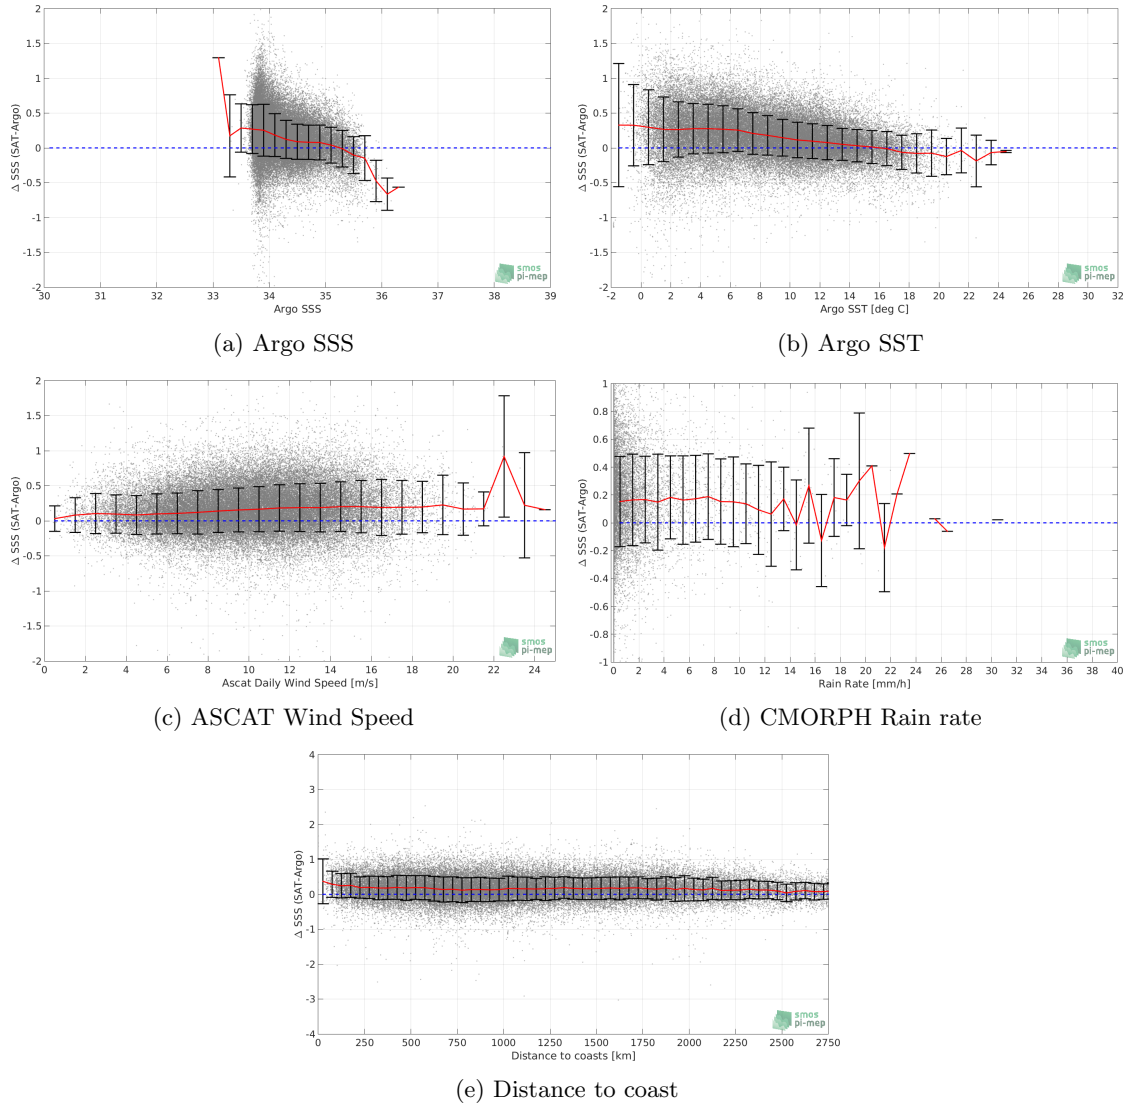 2
1.5
1
0.5
0
-0.5
-1
-1.5
-2
Δ SSS (SAT-Argo)
30 31 32 33 34 35 36 37 38 39
Argo SSS
smos
pi-mep
(a) Argo SSS
2
1.5
1
0.5
0
-0.5
-1
-1.5
-2
Δ SSS (SAT-Argo)
-2 0 2 4 6 8 10 12 14 16 18 20 22 24 26 28 30 32
Argo SST [deg C]
smos
pi-mep
(b) Argo SST
2
1.5
1
0.5
0
-0.5
-1
-1.5
-2
Δ SSS (SAT-Argo)
0 2 4 6 8 10 12 14 16 18 20 22 24
Ascat Daily Wind Speed [m/s]
smos
pi-mep
(c) ASCAT Wind Speed
1
0.8
0.6
0.4
0.2
0
-0.2
-0.4
-0.6
-0.8
-1
Δ SSS (SAT-Argo)
0 2 4 6 8 10 12 14 16 18 20 22 24 26 28 30 32 34 36 38 40
Rain Rate [mm/h]
smos
pi-mep
(d) CMORPH Rain rate
4
3
2
1
0
-1
-2
-3
-4
Δ SSS (SAT-Argo)
0 250 500 750 1000 1250 1500 1750 2000 2250 2500 2750
Distance to coasts [km]
smos
pi-mep
(e) Distance to coast